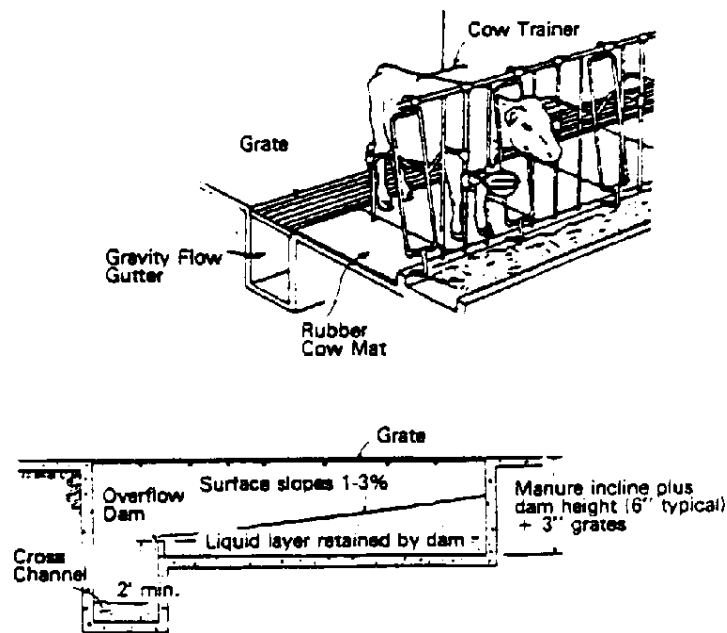 Cow Trainer
Grate
Gravity Flow
Gutter
Rubber
Cow Mat
Grate
Surface slopes 1-3%
Overflow
Dam
Manure incline plus
dam height (6" typical)
+ 3" grates
Liquid layer retained by dam
Cross
Channel
2' min.